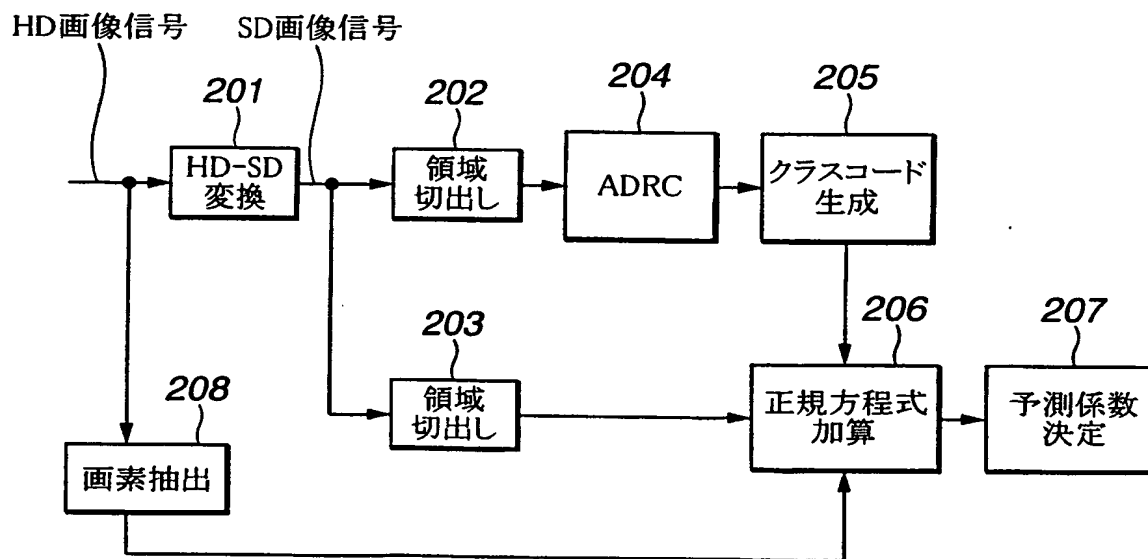 HD画像信号
SD画像信号
201
202
204
205
HD-SD
変換
領域
切出し
ADRC
クラスコード
生成
203
206
207
領域
切出し
正規方程式
加算
予測係数
決定
208
画素抽出